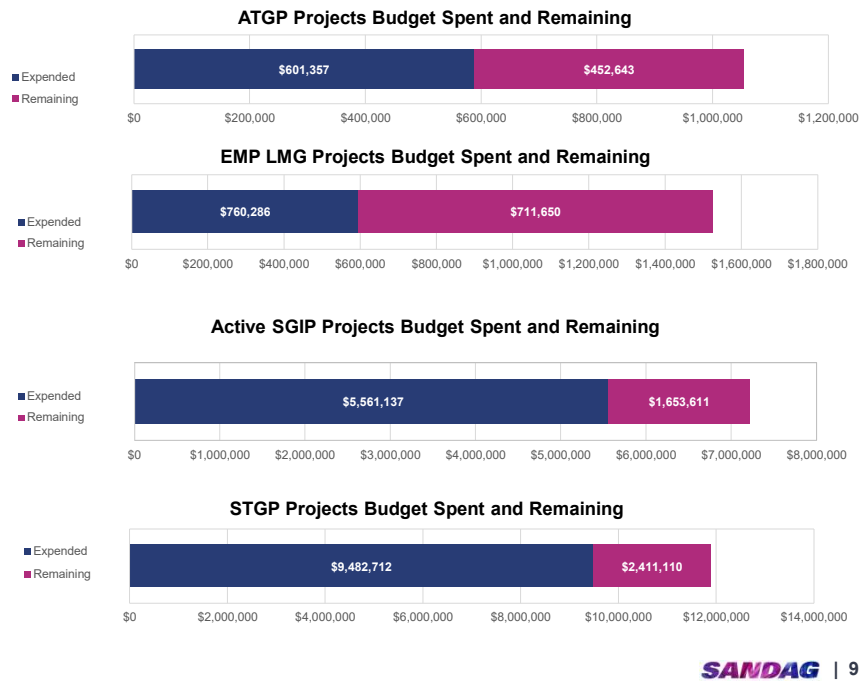 ATGP Projects Budget Spent and Remaining
Expended
Remaining
$601,357 $452,643
$0 $200,000 $400,000 $600,000 $800,000 $1,000,000 $1,200,000
EMP LMG Projects Budget Spent and Remaining
Expended
Remaining
$760,286 $711,650
$0 $200,000 $400,000 $600,000 $800,000 $1,000,000 $1,200,000 $1,400,000 $1,600,000 $1,800,000
Active SGIP Projects Budget Spent and Remaining
Expended
Remaining
$5,561,137 $1,653,611
$0 $1,000,000 $2,000,000 $3,000,000 $4,000,000 $5,000,000 $6,000,000 $7,000,000 $8,000,000
STGP Projects Budget Spent and Remaining
Expended
Remaining
$9,482,712 $2,411,110
$0 $2,000,000 $4,000,000 $6,000,000 $8,000,000 $10,000,000 $12,000,000 $14,000,000
SANDAG | 9